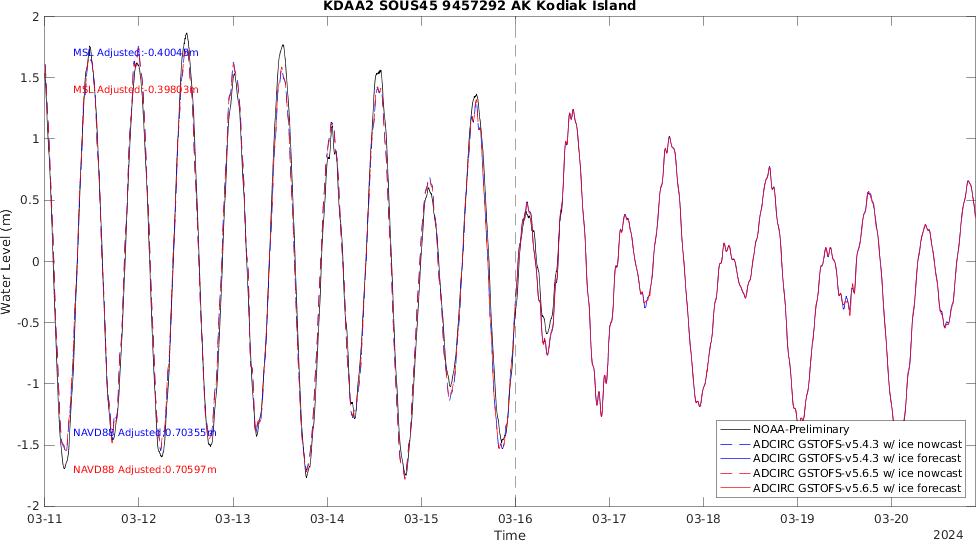 KDAA2 SOUS45 9457292 AK Kodiak Island
2
1.5
1
0.5
0
-0.5
-1
-1.5
-2
Water Level (m)
MSL Adjusted:-0.40049m
MSL Adjusted:-0.39803m
NAVD88 Adjusted:0.70355m
NAVD88 Adjusted:0.70597m
NOAA-Preliminary
ADCIRC GSTOFS-v5.4.3 w/ ice nowcast
ADCIRC GSTOFS-v5.4.3 w/ ice forecast
ADCIRC GSTOFS-v5.6.5 w/ ice nowcast
ADCIRC GSTOFS-v5.6.5 w/ ice forecast
03-11 03-12 03-13 03-14 03-15 03-16 03-17 03-18 03-19 03-20
Time
2024